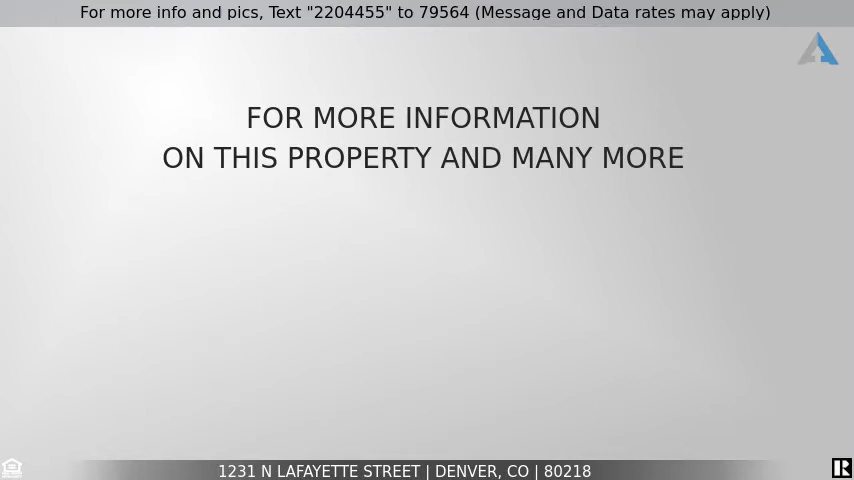 For more info and pics, Text "2204455" to 79564 (Message and Data rates may apply)
FOR MORE INFORMATION
ON THIS PROPERTY AND MANY MORE
1231 N LAFAYETTE STREET | DENVER, CO | 80218